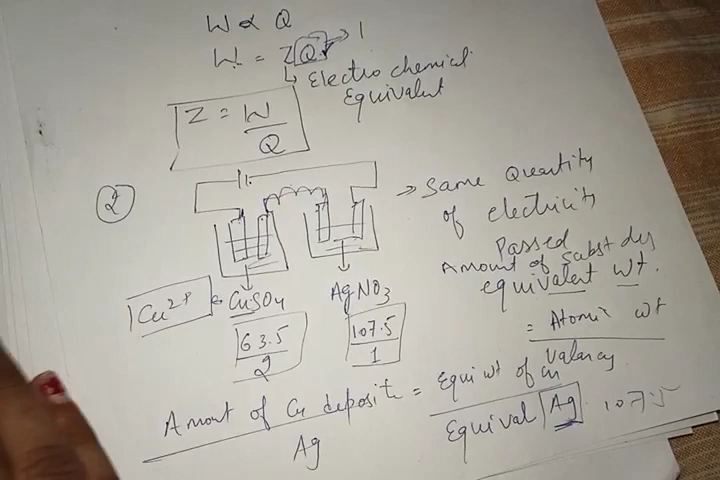 W ∝ Q
W = ZQ → 1
Electro chemical
Equivalent
Z = W/Q
②
→ Same Quantity
of electricity
Passed
Amount of Subst dep
equivalent wt.
= Atomic wt
Valancy
Cu²⁺ CuSO4 AgNO3
63.5/2 107.5/1
Amont of Cu deposite = Equi wt of Cu
Ag Equival Ag 107.5